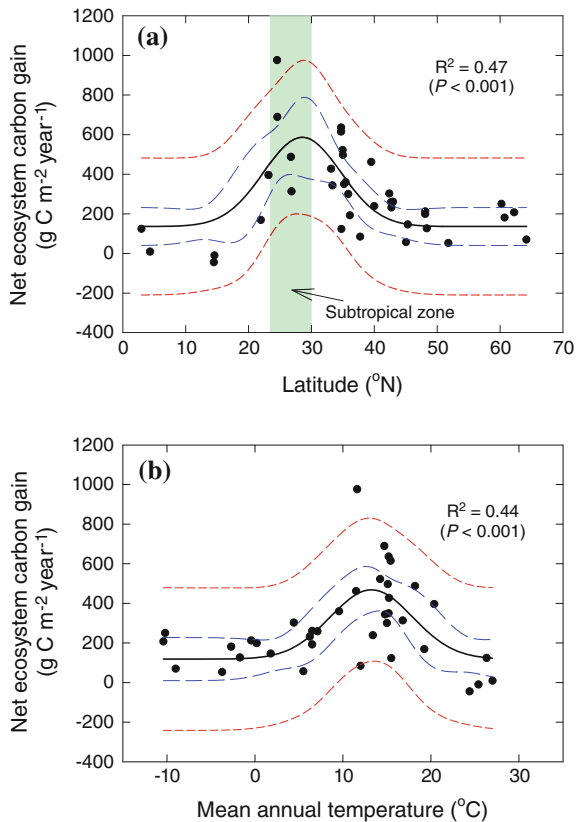 (a)
R² = 0.47
(P < 0.001)
Subtropical zone
Net ecosystem carbon gain
(g C m⁻² year⁻¹)
1200
1000
800
600
400
200
0
-200
-400
0 10 20 30 40 50 60 70
Latitude (°N)
(b)
R² = 0.44
(P < 0.001)
Net ecosystem carbon gain
(g C m⁻² year⁻¹)
1200
1000
800
600
400
200
0
-200
-400
-10 0 10 20 30
Mean annual temperature (°C)